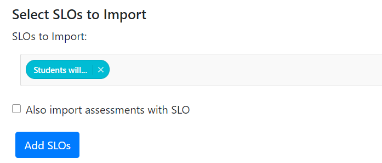 Select SLOs to Import
SLOs to Import:
Students will... ×
Also import assessments with SLO
Add SLOs